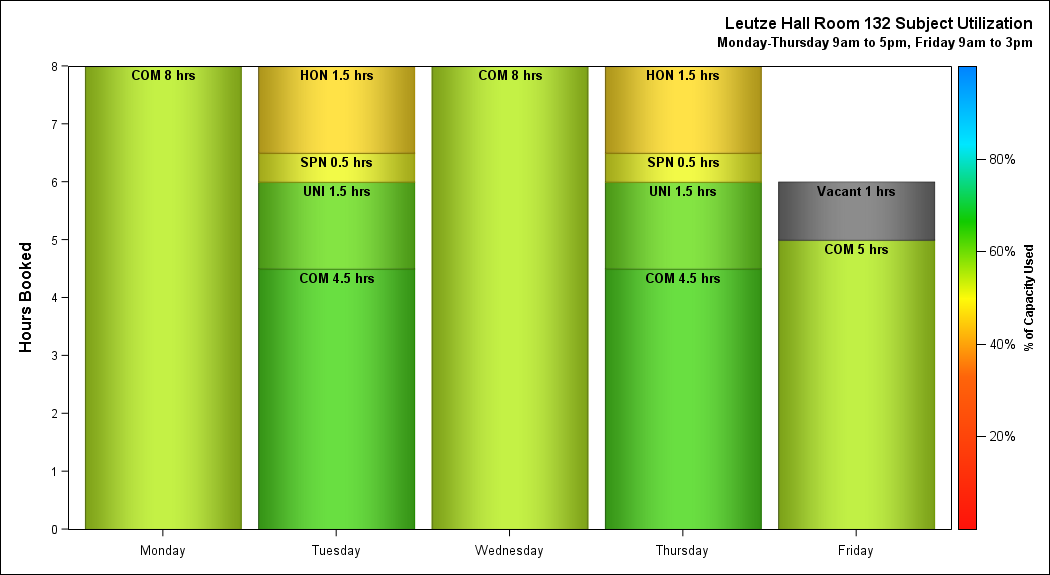 Leutze Hall Room 132 Subject Utilization
Monday-Thursday 9am to 5pm, Friday 9am to 3pm
Hours Booked
8
7
6
5
4
3
2
1
0
COM 8 hrs
HON 1.5 hrs
SPN 0.5 hrs
UNI 1.5 hrs
COM 4.5 hrs
COM 8 hrs
HON 1.5 hrs
SPN 0.5 hrs
UNI 1.5 hrs
COM 4.5 hrs
Vacant 1 hrs
COM 5 hrs
Monday
Tuesday
Wednesday
Thursday
Friday
80%
60%
40%
20%
% of Capacity Used